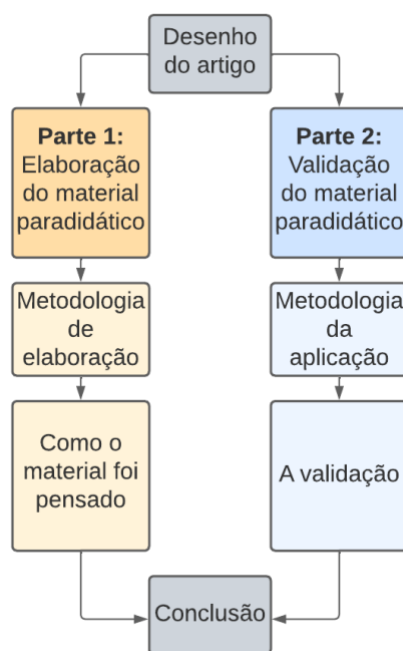 Desenho
do artigo
Parte 1:
Elaboração
do material
paradidático
Parte 2:
Validação
do material
paradidático
Metodologia
de
elaboração
Metodologia
da
aplicação
Como o
material foi
pensado
A validação
Conclusão